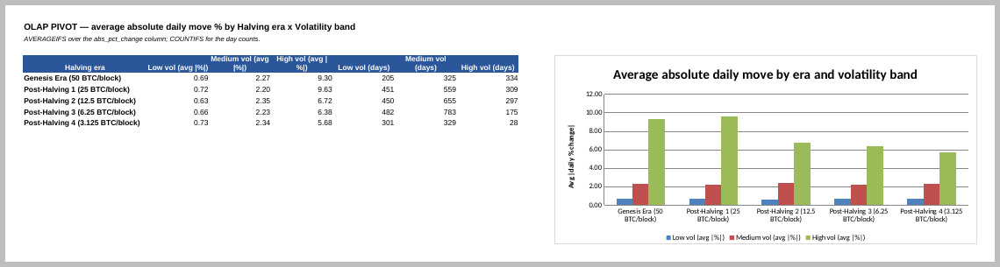 OLAP PIVOT — average absolute daily move % by Halving era x Volatility band
AVERAGEIFS over the abs_pct_change column; COUNTIFS for the day counts.
Halving era Low vol (avg |%|) Medium vol (avg |%|) High vol (avg |%|) Low vol (days) Medium vol (days) High vol (days)
Genesis Era (50 BTC/block) 0.69 2.27 9.30 205 325 334
Post-Halving 1 (25 BTC/block) 0.72 2.20 9.63 451 559 309
Post-Halving 2 (12.5 BTC/block) 0.63 2.35 6.72 450 655 297
Post-Halving 3 (6.25 BTC/block) 0.66 2.23 6.38 482 783 175
Post-Halving 4 (3.125 BTC/block) 0.73 2.34 5.68 301 329 28
Average absolute daily move by era and volatility band
Avg |daily % change|
12.00
10.00
8.00
6.00
4.00
2.00
0.00
Genesis Era (50 BTC/block)
Post-Halving 1 (25 BTC/block)
Post-Halving 2 (12.5 BTC/block)
Post-Halving 3 (6.25 BTC/block)
Post-Halving 4 (3.125 BTC/block)
Low vol (avg |%|) Medium vol (avg |%|) High vol (avg |%|)